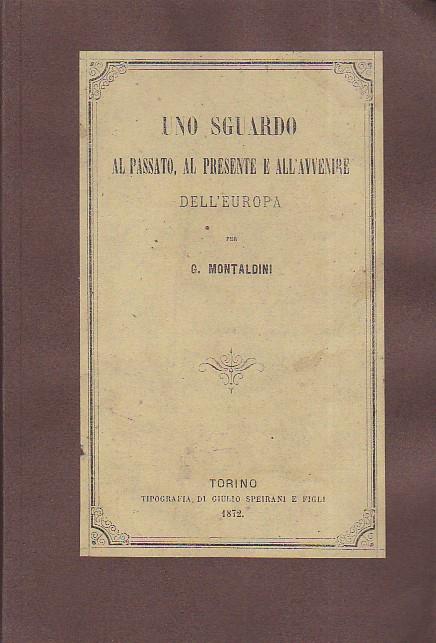 UNO SGUARDO
AL PASSATO, AL PRESENTE E ALL'AVVENIRE
DELL'EUROPA
PER
G. MONTALDINI
TORINO
TIPOGRAFIA, DI GIULIO SPEIRANI E FIGLI
1872.